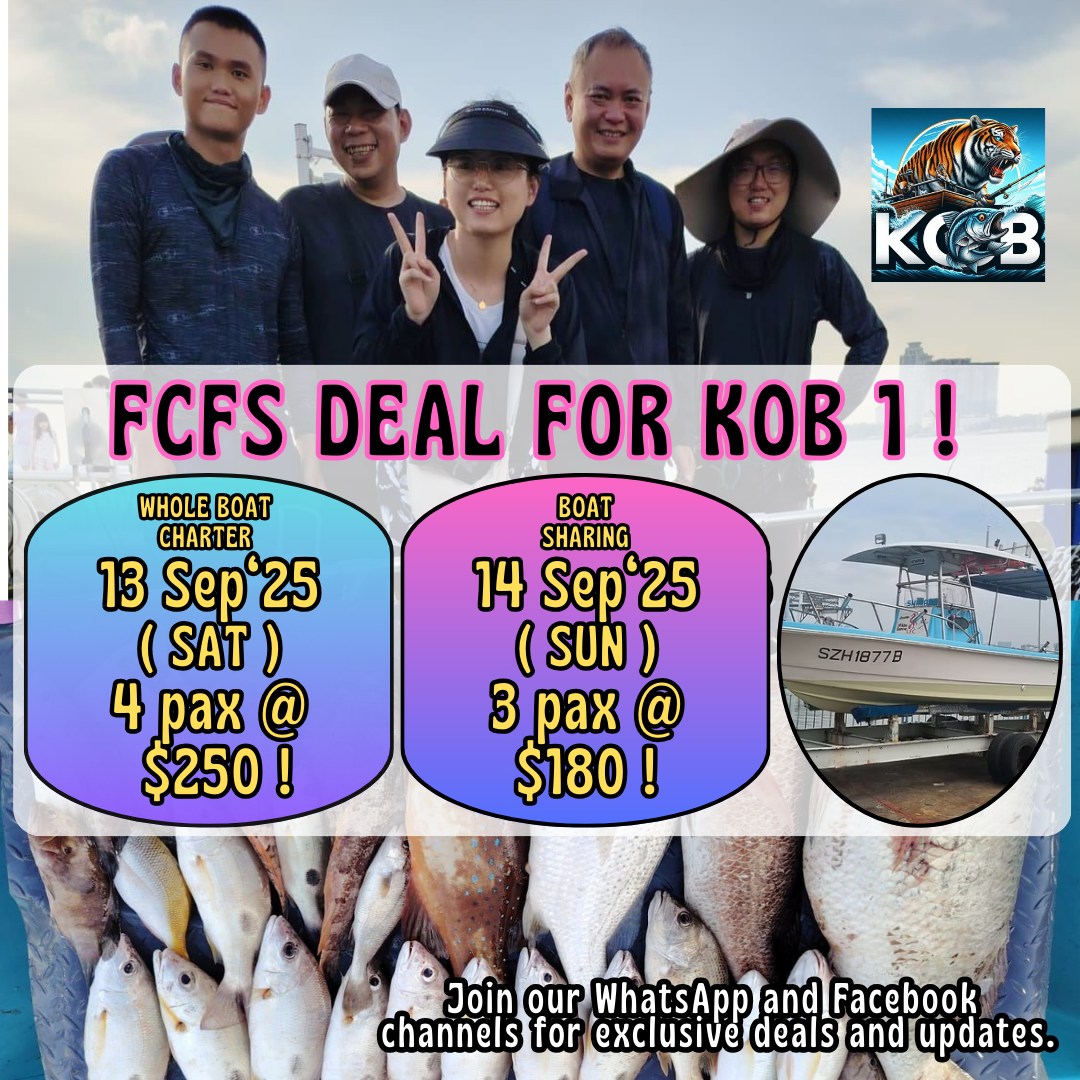 KOB
FCFS DEAL FOR KOB 1 !
WHOLE BOAT
CHARTER
13 Sep‘25
( SAT )
4 pax @
$250 !
BOAT
SHARING
14 Sep‘25
( SUN )
3 pax @
$180 !
SZH1877B
Join our WhatsApp and Facebook
channels for exclusive deals and updates.